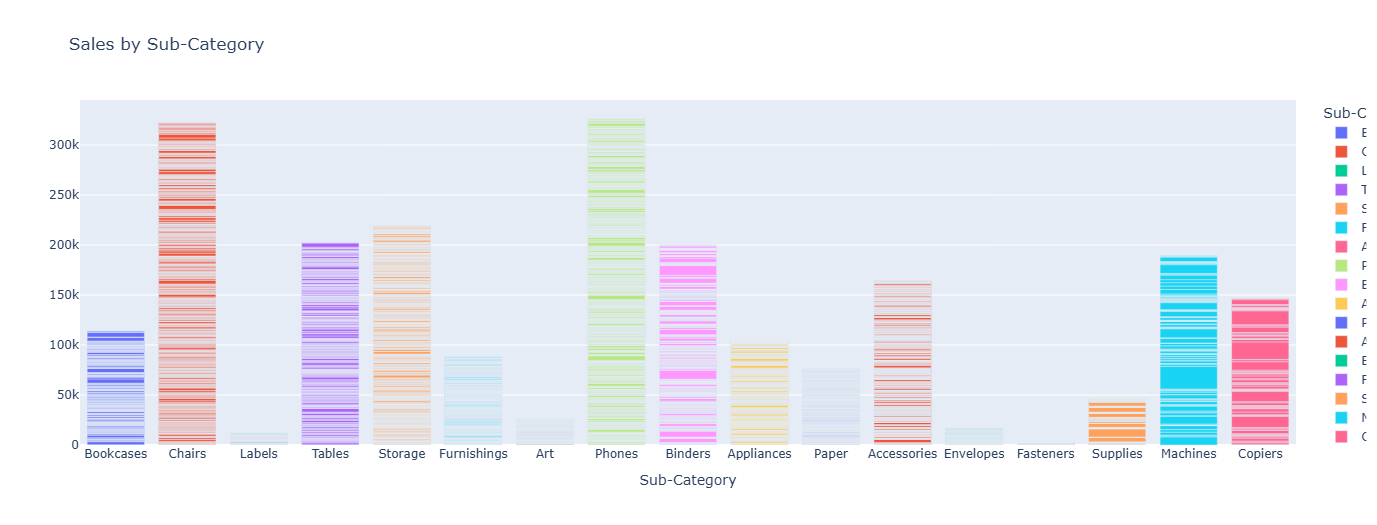 Sales by Sub-Category
300k
250k
200k
150k
100k
50k
0
Bookcases Chairs Labels Tables Storage Furnishings Art Phones Binders Appliances Paper Accessories Envelopes Fasteners Supplies Machines Copiers
Sub-Category
Sub-C